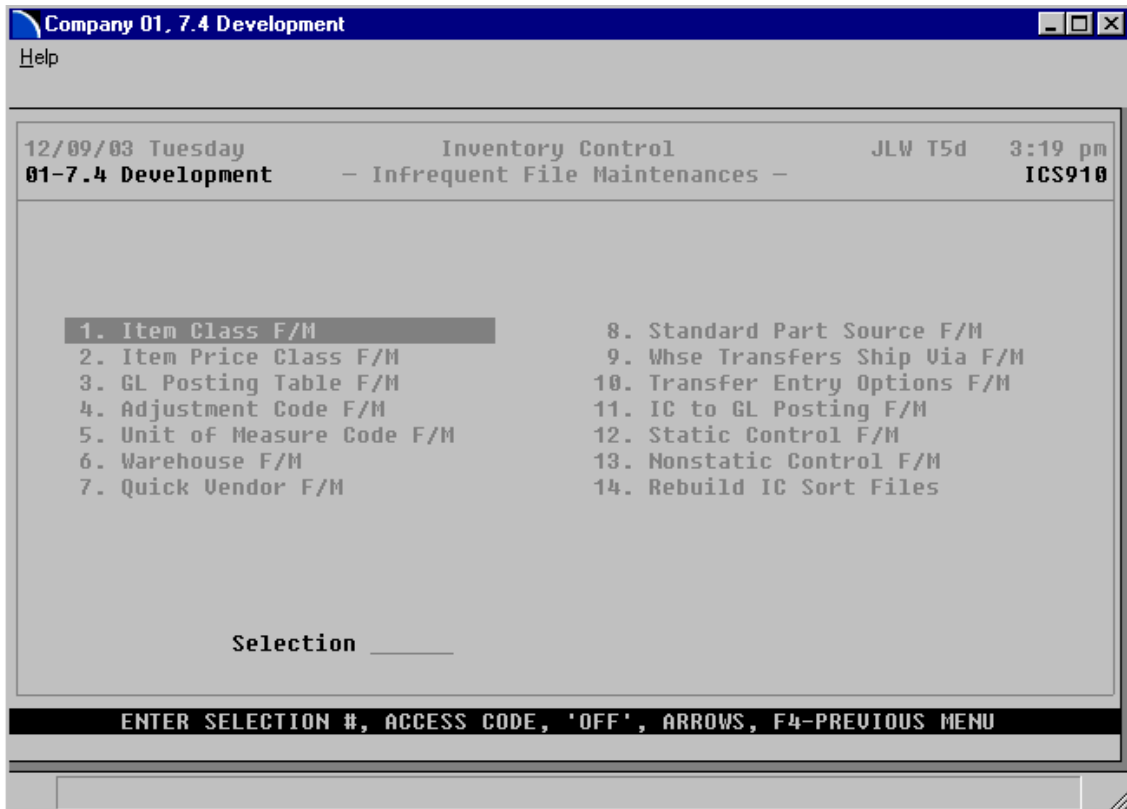 Company 01, 7.4 Development
Help
12/09/03 Tuesday Inventory Control JLW T5d 3:19 pm
01-7.4 Development – Infrequent File Maintenances – ICS910
1. Item Class F/M 8. Standard Part Source F/M
2. Item Price Class F/M 9. Whse Transfers Ship Via F/M
3. GL Posting Table F/M 10. Transfer Entry Options F/M
4. Adjustment Code F/M 11. IC to GL Posting F/M
5. Unit of Measure Code F/M 12. Static Control F/M
6. Warehouse F/M 13. Nonstatic Control F/M
7. Quick Vendor F/M 14. Rebuild IC Sort Files
Selection ______
ENTER SELECTION #, ACCESS CODE, 'OFF', ARROWS, F4-PREVIOUS MENU